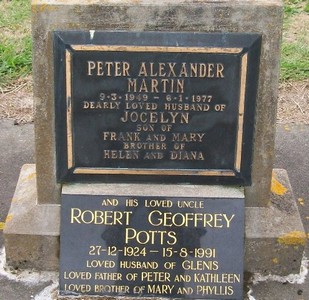 PETER ALEXANDER
MARTIN
9-3-1949 – 8-1-1977
DEARLY LOVED HUSBAND OF
JOCELYN
SON OF
FRANK AND MARY
BROTHER OF
HELEN AND DIANA
AND HIS LOVED UNCLE
ROBERT GEOFFREY
POTTS
27-12-1924 – 15-8-1991
LOVED HUSBAND OF GLENIS
LOVED FATHER OF PETER AND KATHLEEN
LOVED BROTHER OF MARY AND PHYLLIS